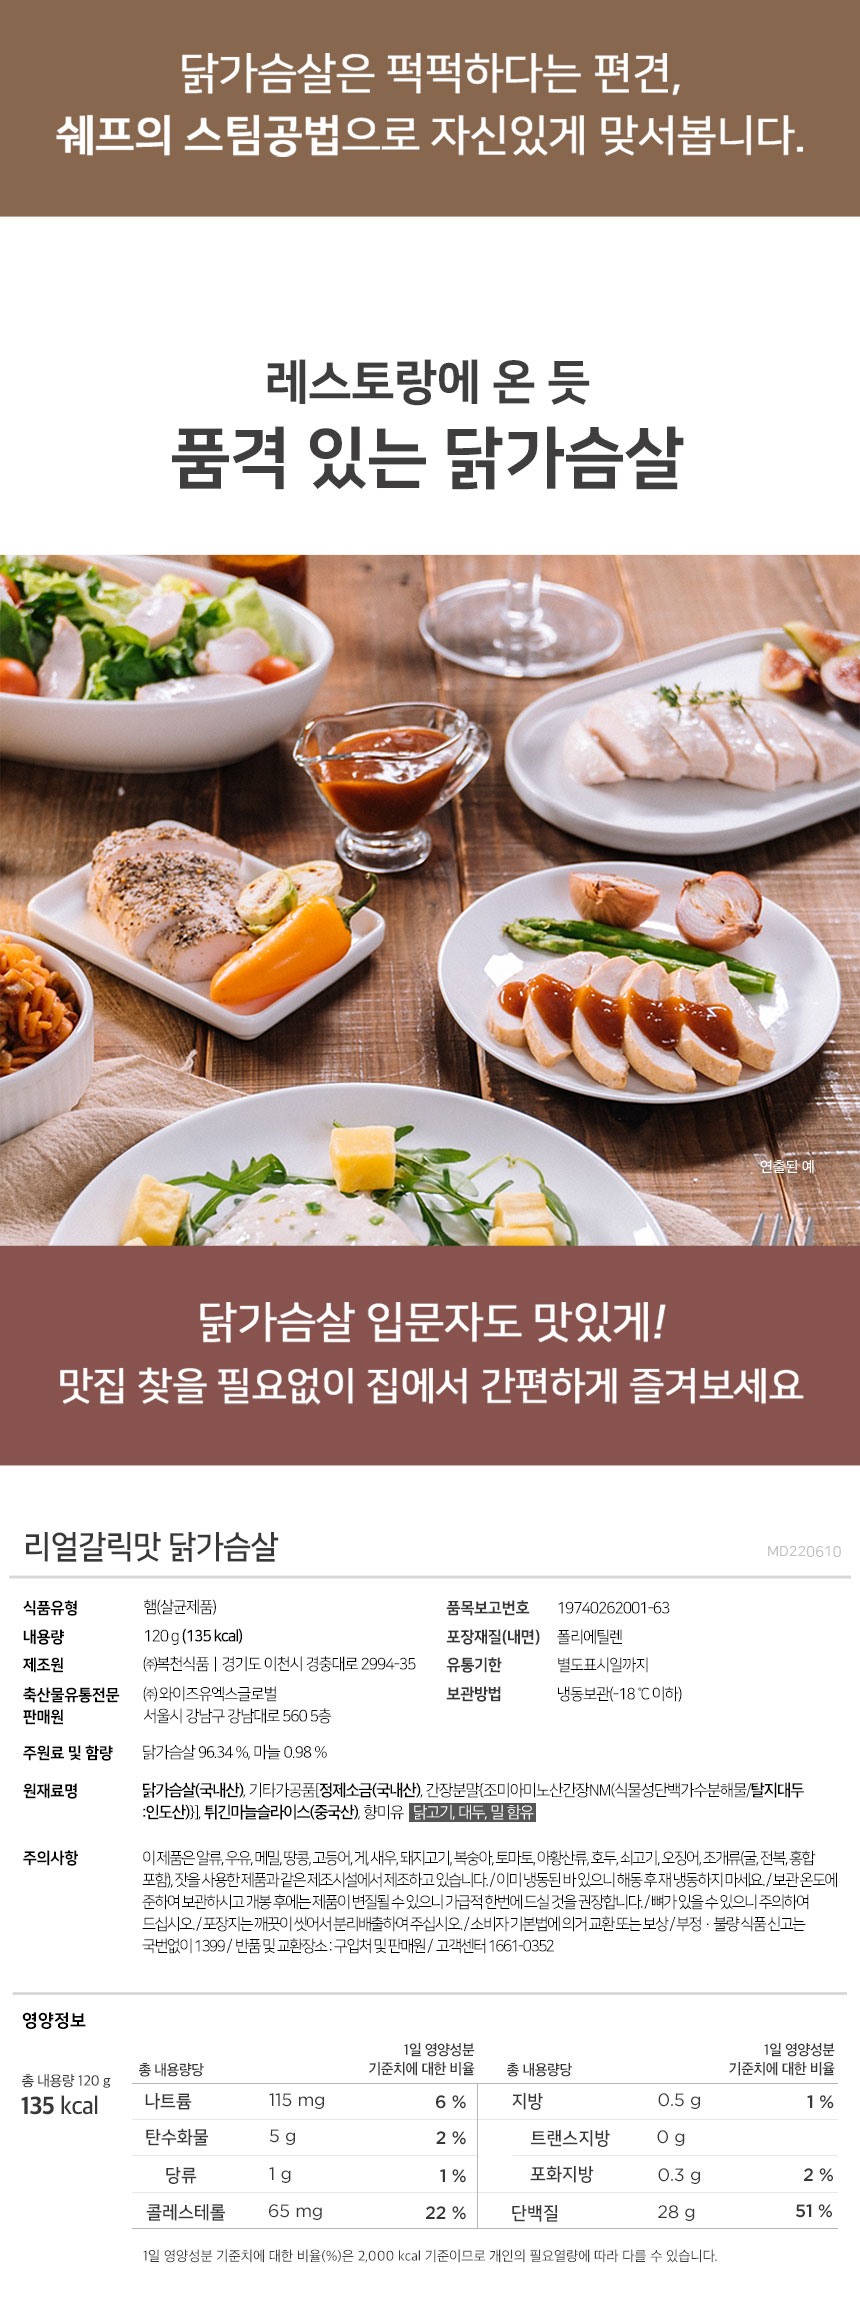 닭가슴살은 퍽퍽하다는 편견,
쉐프의 스팀공법으로 자신있게 맞서봅니다.
레스토랑에 온 듯
품격 있는 닭가슴살
연출된 예
닭가슴살 입문자도 맛있게!
맛집 찾을 필요없이 집에서 간편하게 즐겨보세요
리얼갈릭맛 닭가슴살
MD220610
식품유형 햄(살균제품) 품목보고번호 19740262001-63
내용량 120 g (135 kcal) 포장재질(내면) 폴리에틸렌
제조원 ㈜복천식품 | 경기도 이천시 경충대로 2994-35 유통기한 별도표시일까지
축산물유통전문 ㈜와이즈유엑스글로벌 보관방법 냉동보관(-18 ℃ 이하)
판매원 서울시 강남구 강남대로 560 5층
주원료 및 함량 닭가슴살 96.34 %, 마늘 0.98 %
원재료명 닭가슴살(국내산), 기타가공품[정제소금(국내산), 간장분말{조미아미노산간장NM(식물성단백가수분해물/탈지대두
:인도산)}], 튀긴마늘슬라이스(중국산), 향미유 닭고기, 대두, 밀 함유
주의사항 이 제품은 알류, 우유, 메밀, 땅콩, 고등어, 게, 새우, 돼지고기, 복숭아, 토마토, 아황산류, 호두, 쇠고기, 오징어, 조개류(굴, 전복, 홍합
포함), 잣을 사용한 제품과 같은 제조시설에서 제조하고 있습니다. / 이미 냉동된 바 있으니 해동 후 재 냉동하지 마세요. / 보관 온도에
준하여 보관하시고 개봉 후에는 제품이 변질될 수 있으니 가급적 한번에 드실 것을 권장합니다. / 뼈가 있을 수 있으니 주의하여
드십시오. / 포장지는 깨끗이 씻어서 분리배출하여 주십시오. / 소비자 기본법에 의거 교환 또는 보상 / 부정 · 불량 식품 신고는
국번없이 1399 / 반품 및 교환장소 : 구입처 및 판매원 / 고객센터 1661-0352
영양정보
총 내용량 120 g
135 kcal
1일 영양성분 1일 영양성분
총 내용량당 기준치에 대한 비율 총 내용량당 기준치에 대한 비율
나트륨 115 mg 6 % 지방 0.5 g 1 %
탄수화물 5 g 2 % 트랜스지방 0 g
당류 1 g 1 % 포화지방 0.3 g 2 %
콜레스테롤 65 mg 22 % 단백질 28 g 51 %
1일 영양성분 기준치에 대한 비율(%)은 2,000 kcal 기준이므로 개인의 필요열량에 따라 다를 수 있습니다.